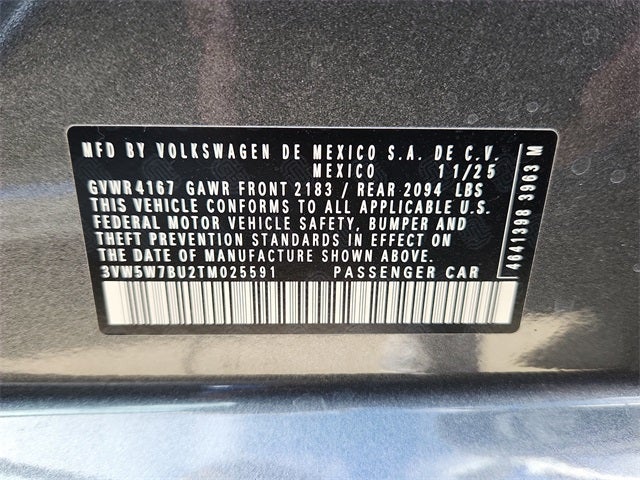 MFD BY VOLKSWAGEN DE MEXICO S.A. DE C.V.
MEXICO 11/25
GVWR 4167 GAWR FRONT 2183 / REAR 2094 LBS
THIS VEHICLE CONFORMS TO ALL APPLICABLE U.S.
FEDERAL MOTOR VEHICLE SAFETY, BUMPER AND
THEFT PREVENTION STANDARDS IN EFFECT ON
THE DATE OF MANUFACTURE SHOWN ABOVE.
3VW5W7BU2TM025591 PASSENGER CAR
4641398 3963 M